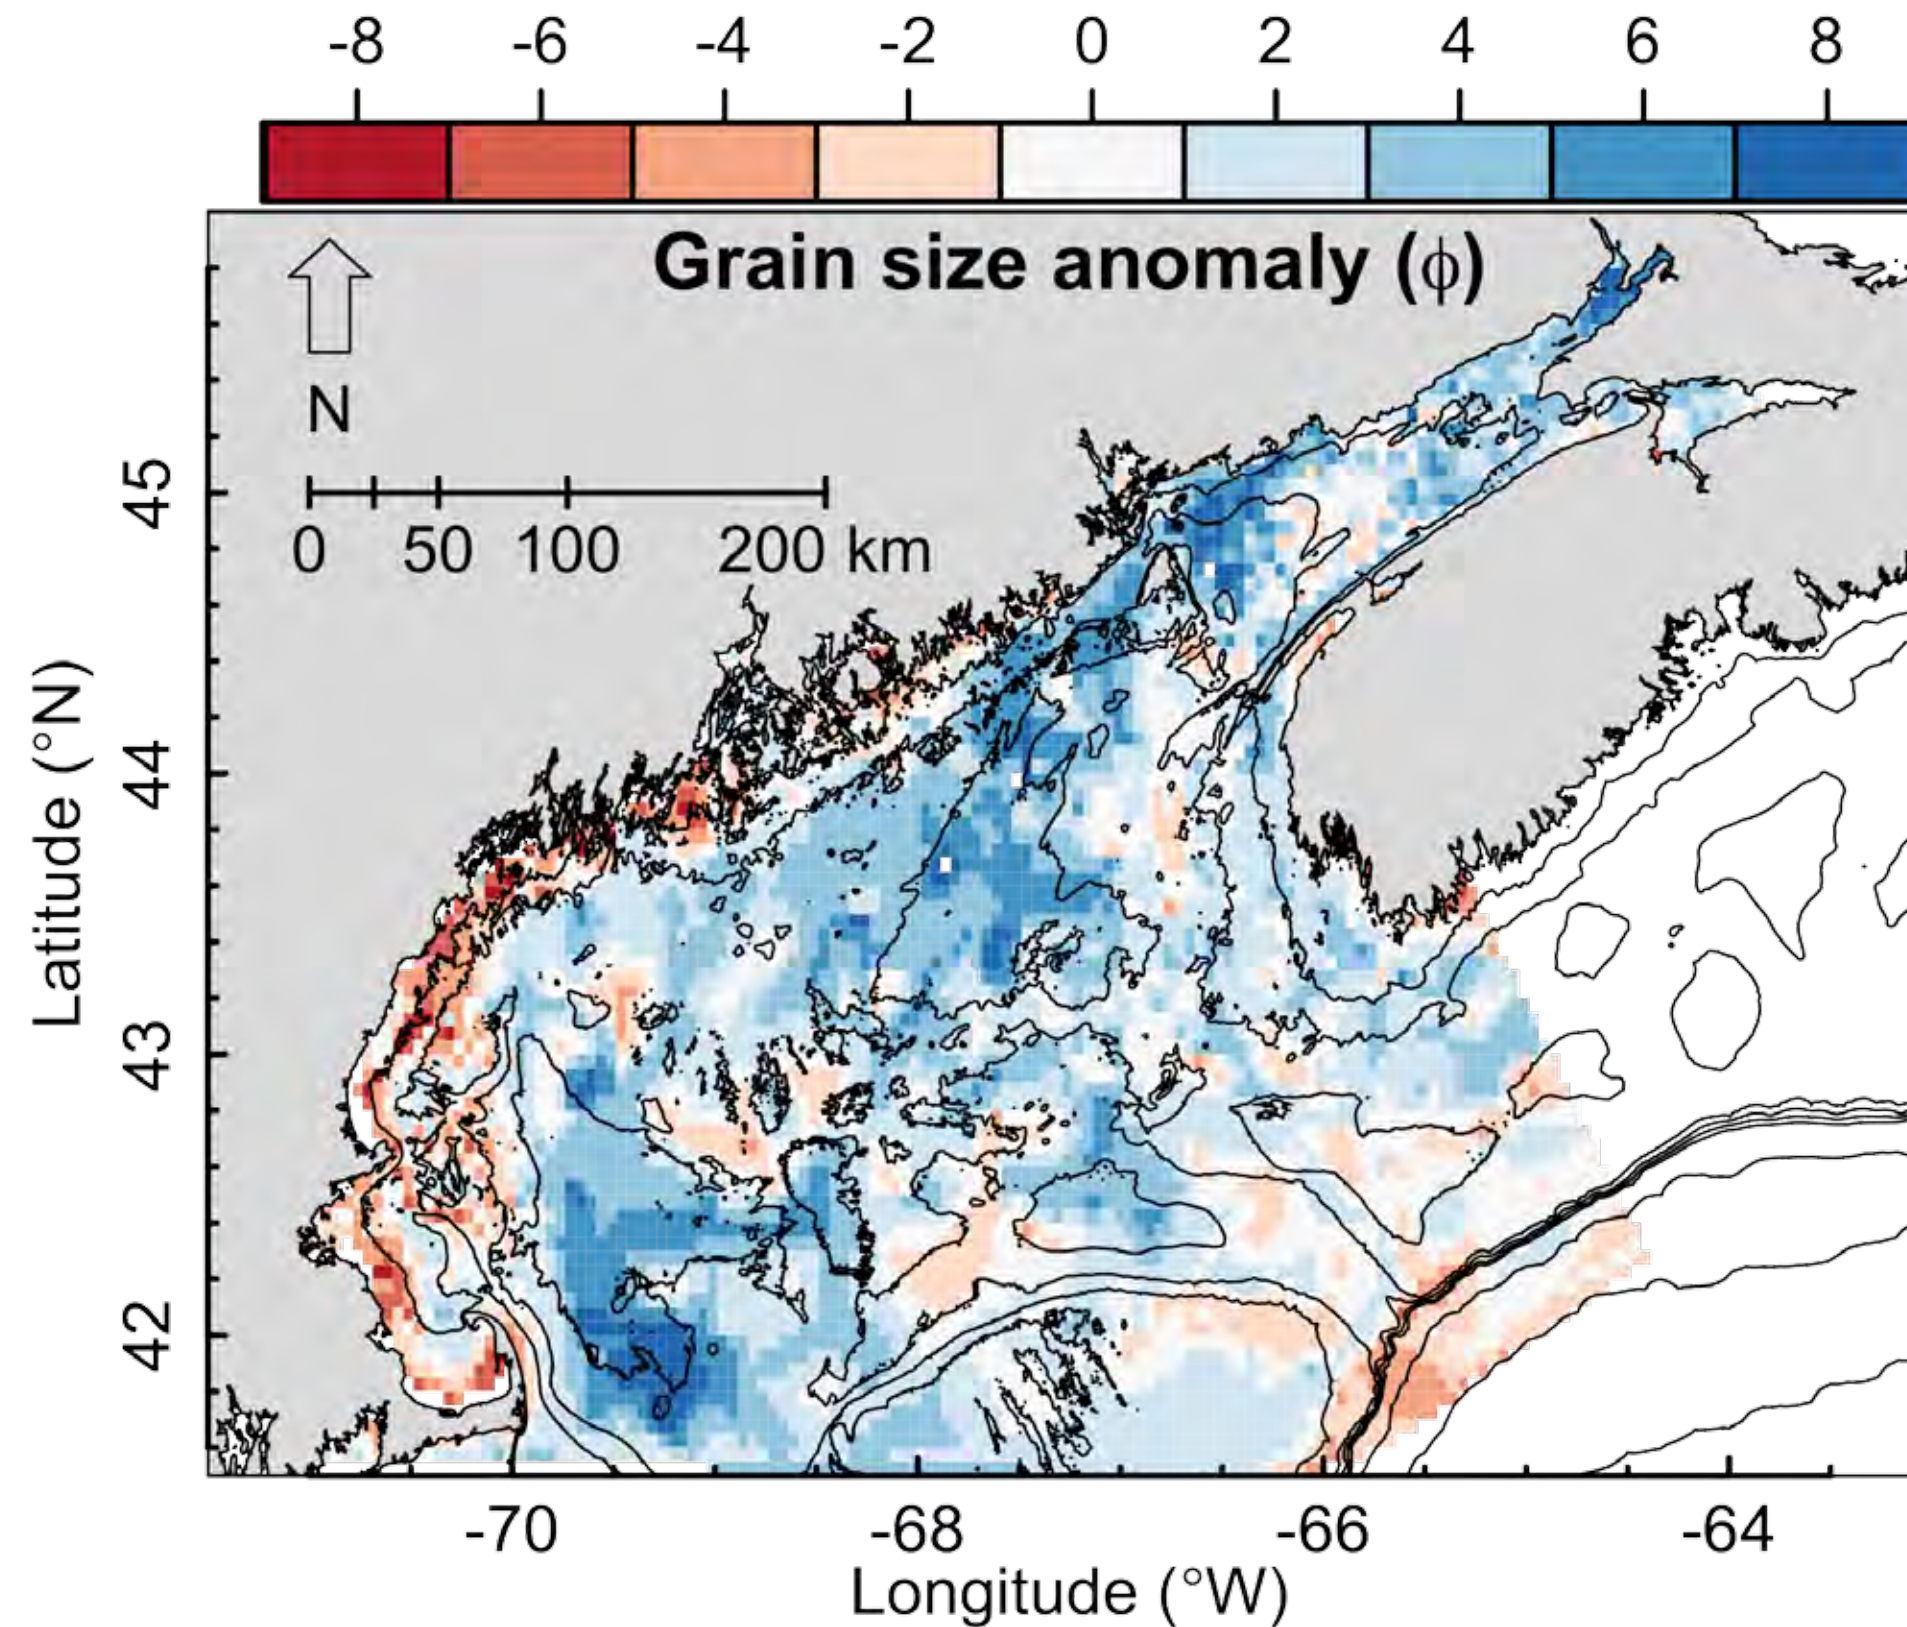 -8 -6 -4 -2 0 2 4 6 8
Grain size anomaly (ϕ)
N
0 50 100 200 km
45
44
43
42
Latitude (°N)
-70 -68 -66 -64
Longitude (°W)